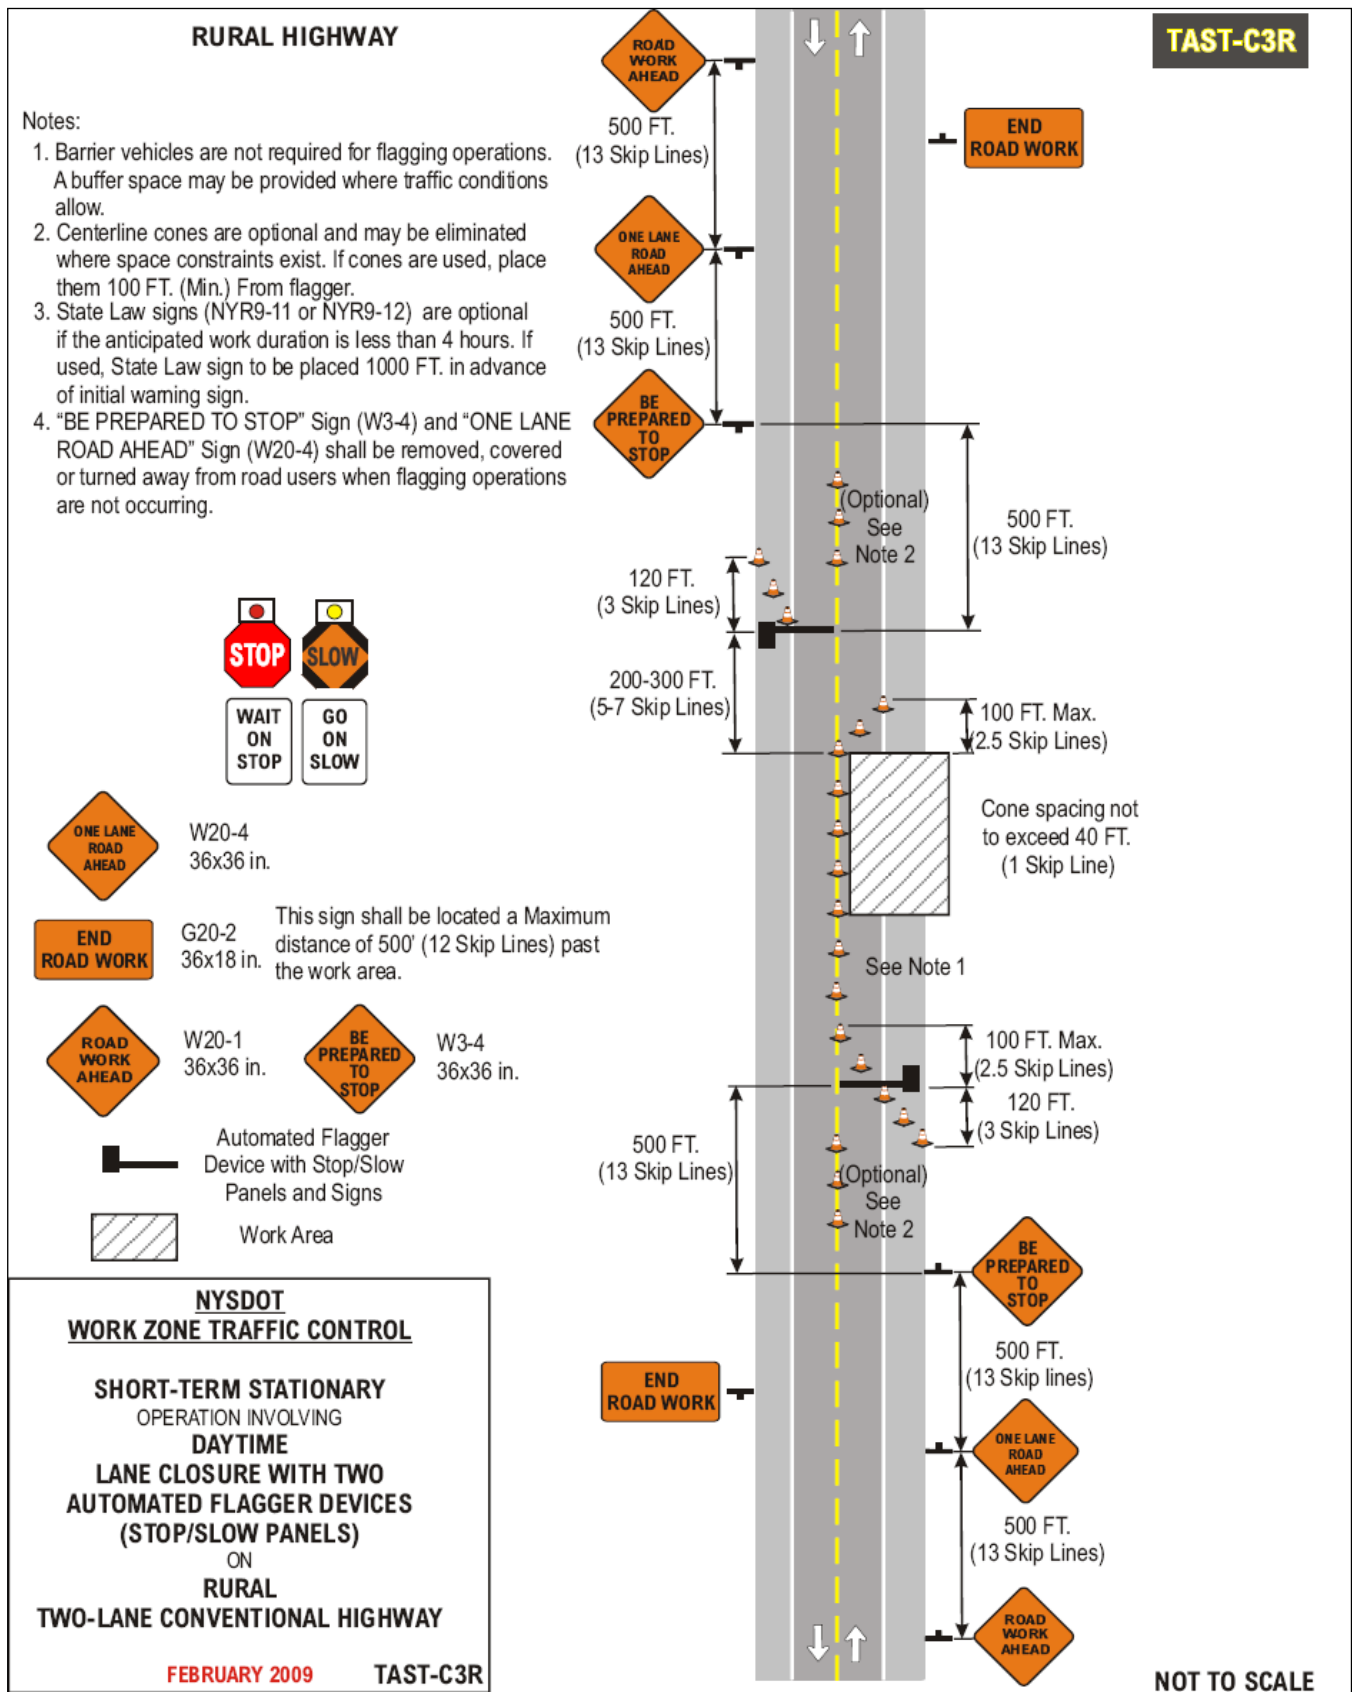 RURAL HIGHWAY
TAST-C3R
Notes:
1. Barrier vehicles are not required for flagging operations.
A buffer space may be provided where traffic conditions
allow.
2. Centerline cones are optional and may be eliminated
where space constraints exist. If cones are used, place
them 100 FT. (Min.) From flagger.
3. State Law signs (NYR9-11 or NYR9-12) are optional
if the anticipated work duration is less than 4 hours. If
used, State Law sign to be placed 1000 FT. in advance
of initial warning sign.
4. “BE PREPARED TO STOP” Sign (W3-4) and “ONE LANE
ROAD AHEAD” Sign (W20-4) shall be removed, covered
or turned away from road users when flagging operations
are not occurring.
ROAD
WORK
AHEAD
500 FT.
(13 Skip Lines)
END
ROAD WORK
ONE LANE
ROAD
AHEAD
500 FT.
(13 Skip Lines)
BE
PREPARED
TO
STOP
(Optional)
See
Note 2
500 FT.
(13 Skip Lines)
120 FT.
(3 Skip Lines)
200-300 FT.
(5-7 Skip Lines)
100 FT. Max.
(2.5 Skip Lines)
Cone spacing not
to exceed 40 FT.
(1 Skip Line)
See Note 1
100 FT. Max.
(2.5 Skip Lines)
120 FT.
(3 Skip Lines)
500 FT.
(13 Skip Lines)
(Optional)
See
Note 2
BE
PREPARED
TO
STOP
500 FT.
(13 Skip lines)
END
ROAD WORK
ONE LANE
ROAD
AHEAD
500 FT.
(13 Skip Lines)
ROAD
WORK
AHEAD
STOP
SLOW
WAIT
ON
STOP
GO
ON
SLOW
ONE LANE
ROAD
AHEAD
W20-4
36x36 in.
END
ROAD WORK
G20-2
36x18 in.
This sign shall be located a Maximum
distance of 500' (12 Skip Lines) past
the work area.
ROAD
WORK
AHEAD
W20-1
36x36 in.
BE
PREPARED
TO
STOP
W3-4
36x36 in.
Automated Flagger
Device with Stop/Slow
Panels and Signs
Work Area
NYSDOT
WORK ZONE TRAFFIC CONTROL
SHORT-TERM STATIONARY
OPERATION INVOLVING
DAYTIME
LANE CLOSURE WITH TWO
AUTOMATED FLAGGER DEVICES
(STOP/SLOW PANELS)
ON
RURAL
TWO-LANE CONVENTIONAL HIGHWAY
FEBRUARY 2009 TAST-C3R
NOT TO SCALE